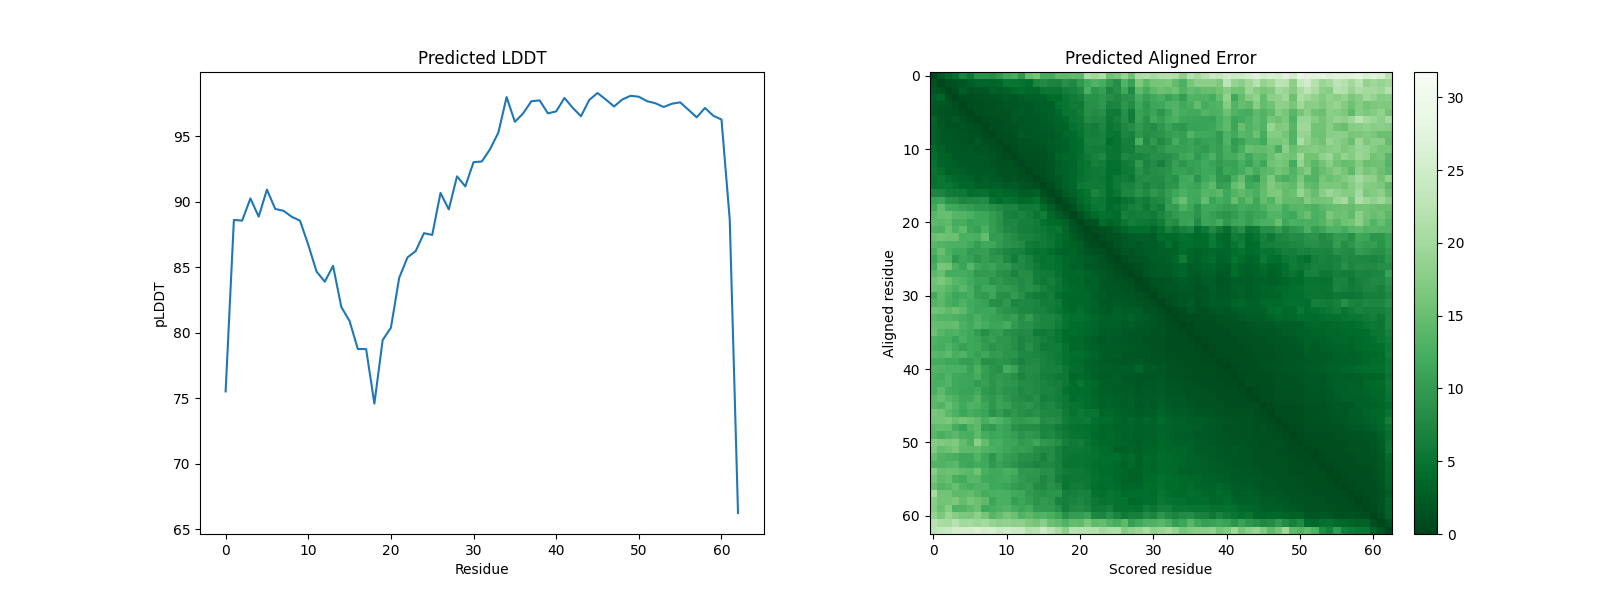 Predicted LDDT
pLDDT
95
90
85
80
75
70
65
0 10 20 30 40 50 60
Residue
Predicted Aligned Error
Aligned residue
0
10
20
30
40
50
60
0 10 20 30 40 50 60
Scored residue
30
25
20
15
10
5
0